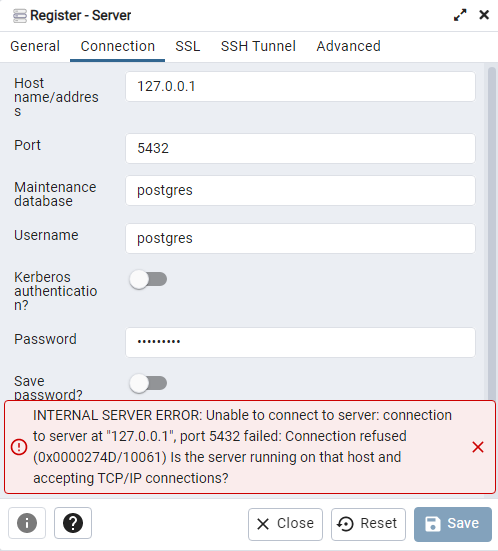 Register - Server
General Connection SSL SSH Tunnel Advanced
Host
name/addres
s
127.0.0.1
Port
5432
Maintenance
database
postgres
Username
postgres
Kerberos
authenticatio
n?
Password
•••••••••
Save
password?
INTERNAL SERVER ERROR: Unable to connect to server: connection
to server at "127.0.0.1", port 5432 failed: Connection refused
(0x0000274D/10061) Is the server running on that host and
accepting TCP/IP connections?
Close Reset Save